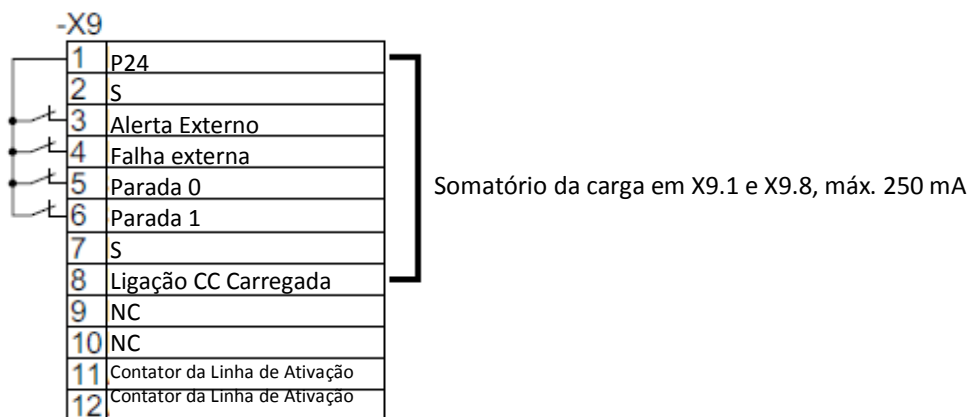 -X9
1 P24
2 S
3 Alerta Externo
4 Falha externa
5 Parada 0
6 Parada 1
7 S
8 Ligação CC Carregada
9 NC
10 NC
11 Contator da Linha de Ativação
12 Contator da Linha de Ativação
Somatório da carga em X9.1 e X9.8, máx. 250 mA